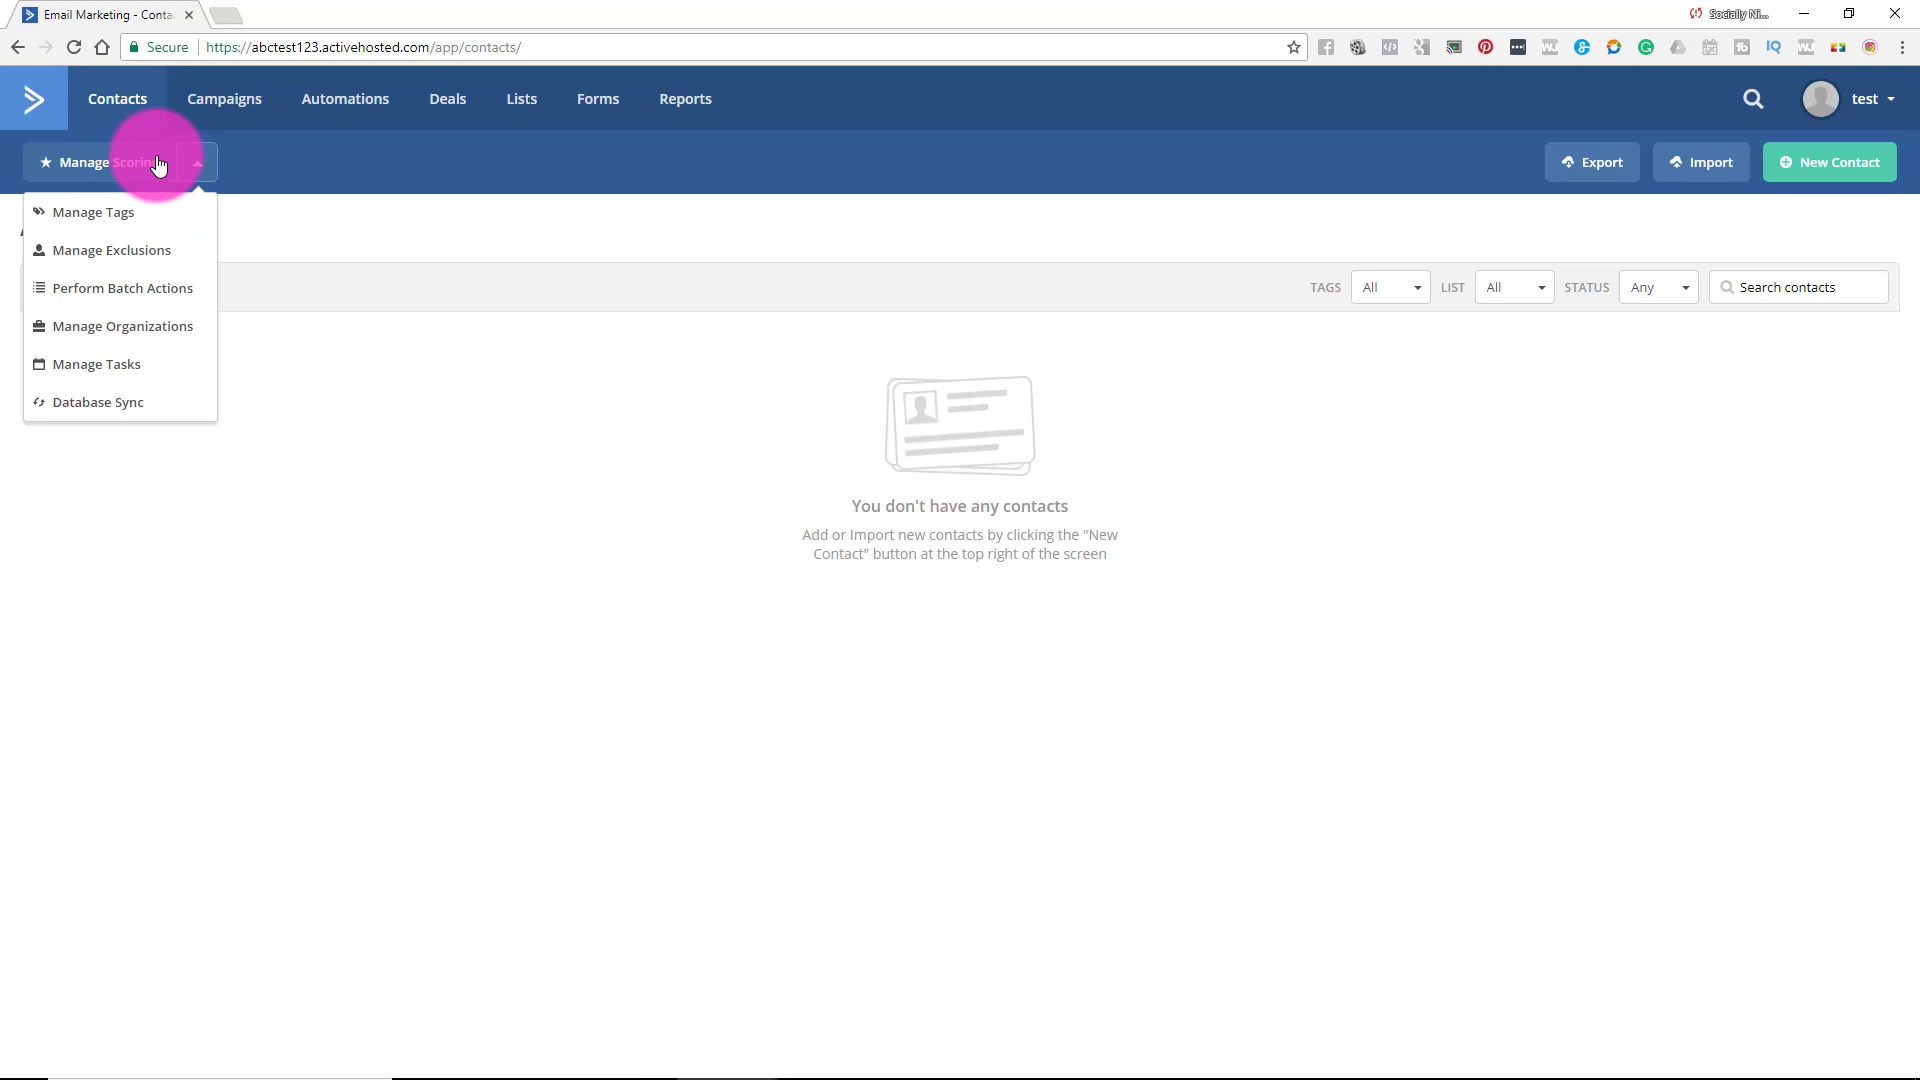 Email Marketing - Conta
Socially Ni...
Secure
https://abctest123.activehosted.com/app/contacts/
Contacts
Campaigns
Automations
Deals
Lists
Forms
Reports
test
Manage Scorin
Export
Import
New Contact
Manage Tags
Manage Exclusions
Perform Batch Actions
Manage Organizations
Manage Tasks
Database Sync
TAGS
All
LIST
All
STATUS
Any
Search contacts
You don't have any contacts
Add or Import new contacts by clicking the "New
Contact" button at the top right of the screen